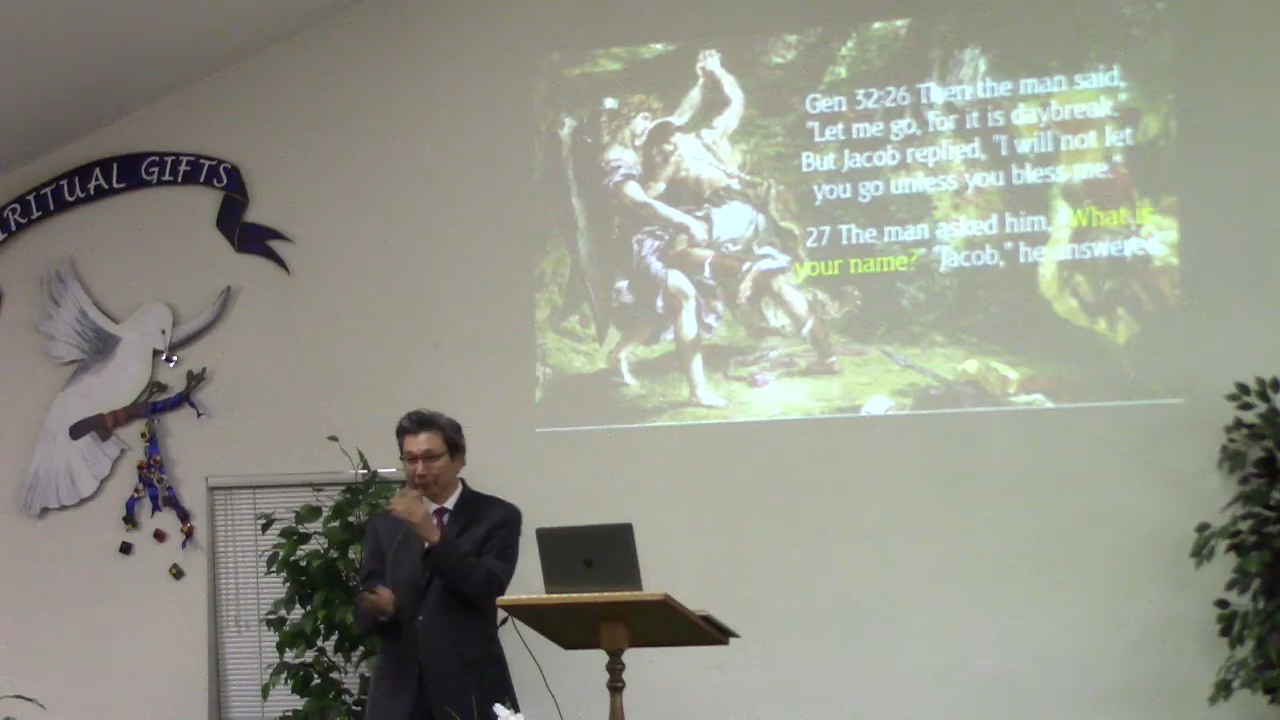 RITUAL GIFTS
Gen 32:26 Then the man said,
"Let me go, for it is daybreak."
But Jacob replied, "I will not let
you go unless you bless me."
27 The man asked him, "What is
your name?" "Jacob," he answered.